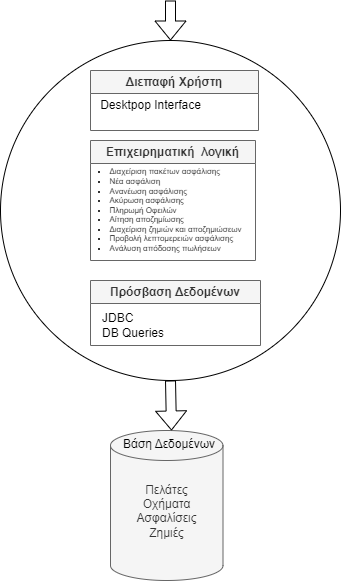 Διεπαφή Χρήστη
Desktpop Interface
Επιχειρηματική λογική
Διαχείριση πακέτων ασφάλισης
Νέα ασφάλιση
Ανανέωση ασφάλισης
Ακύρωση ασφάλισης
Πληρωμή Οφειλών
Αίτηση αποζημίωσης
Διαχείριση ζημιών και αποζημιώσεων
Προβολή λεπτομερειών ασφάλισης
Ανάλυση απόδοσης πωλήσεων
Πρόσβαση Δεδομένων
JDBC
DB Queries
Βάση Δεδομένων
Πελάτες
Οχήματα
Ασφαλίσεις
Ζημιές